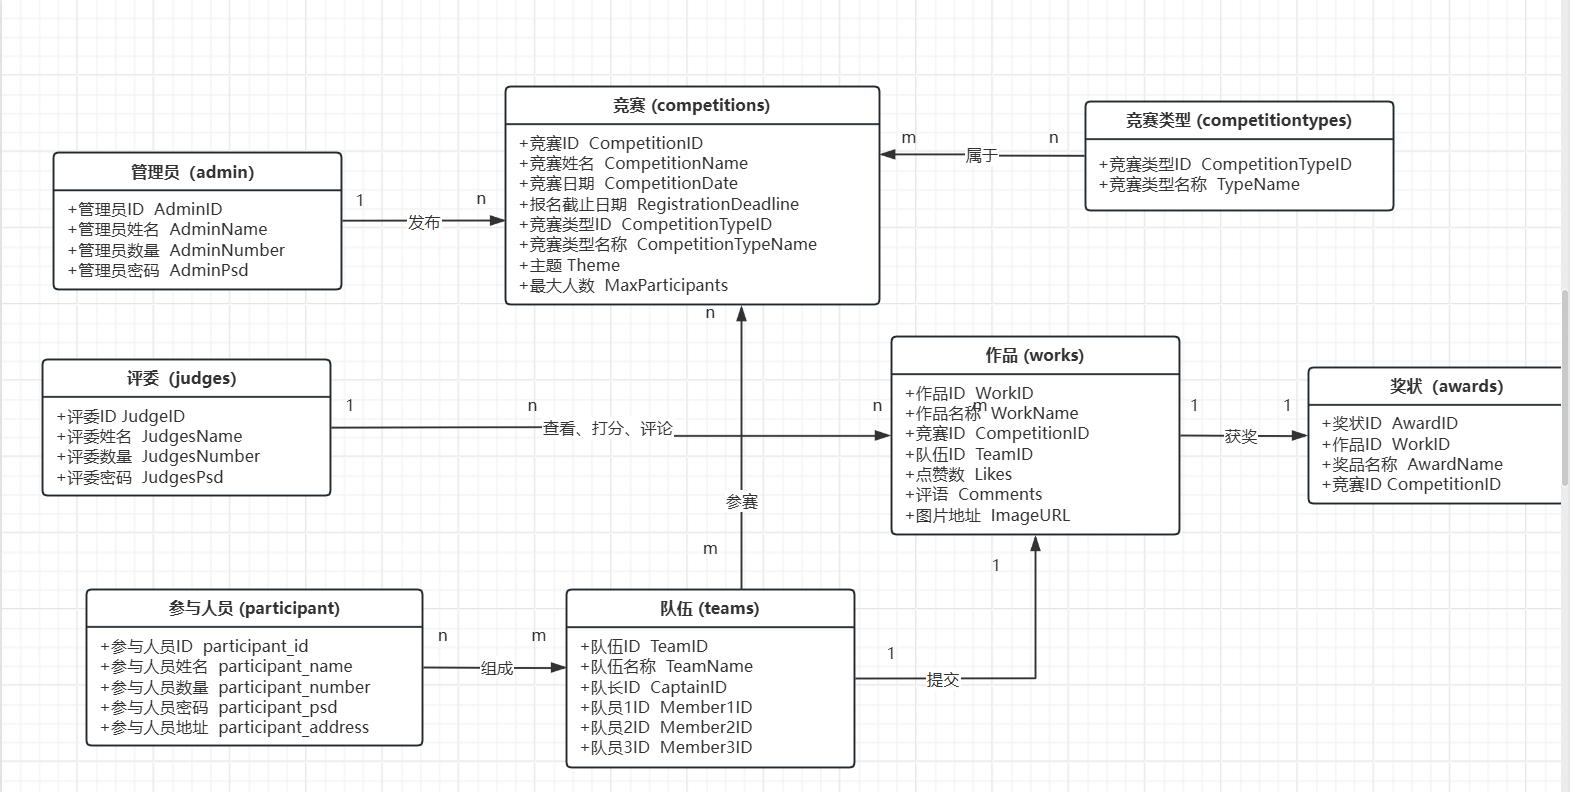 竞赛 (competitions)
+竞赛ID CompetitionID
+竞赛姓名 CompetitionName
+竞赛日期 CompetitionDate
+报名截止日期 RegistrationDeadline
+竞赛类型ID CompetitionTypeID
+竞赛类型名称 CompetitionTypeName
+主题 Theme
+最大人数 MaxParticipants
m
n
属于
竞赛类型 (competitiontypes)
+竞赛类型ID CompetitionTypeID
+竞赛类型名称 TypeName
管理员 (admin)
+管理员ID AdminID
+管理员姓名 AdminName
+管理员数量 AdminNumber
+管理员密码 AdminPsd
1
n
发布
n
参赛
m
评委 (judges)
+评委ID JudgeID
+评委姓名 JudgesName
+评委数量 JudgesNumber
+评委密码 JudgesPsd
1
n
查看、打分、评论
n
m
作品 (works)
+作品ID WorkID
+作品名称 WorkName
+竞赛ID CompetitionID
+队伍ID TeamID
+点赞数 Likes
+评语 Comments
+图片地址 ImageURL
1
1
获奖
奖状 (awards)
+奖状ID AwardID
+作品ID WorkID
+奖品名称 AwardName
+竞赛ID CompetitionID
参与人员 (participant)
+参与人员ID participant_id
+参与人员姓名 participant_name
+参与人员数量 participant_number
+参与人员密码 participant_psd
+参与人员地址 participant_address
n
m
组成
队伍 (teams)
+队伍ID TeamID
+队伍名称 TeamName
+队长ID CaptainID
+队员1ID Member1ID
+队员2ID Member2ID
+队员3ID Member3ID
1
1
提交